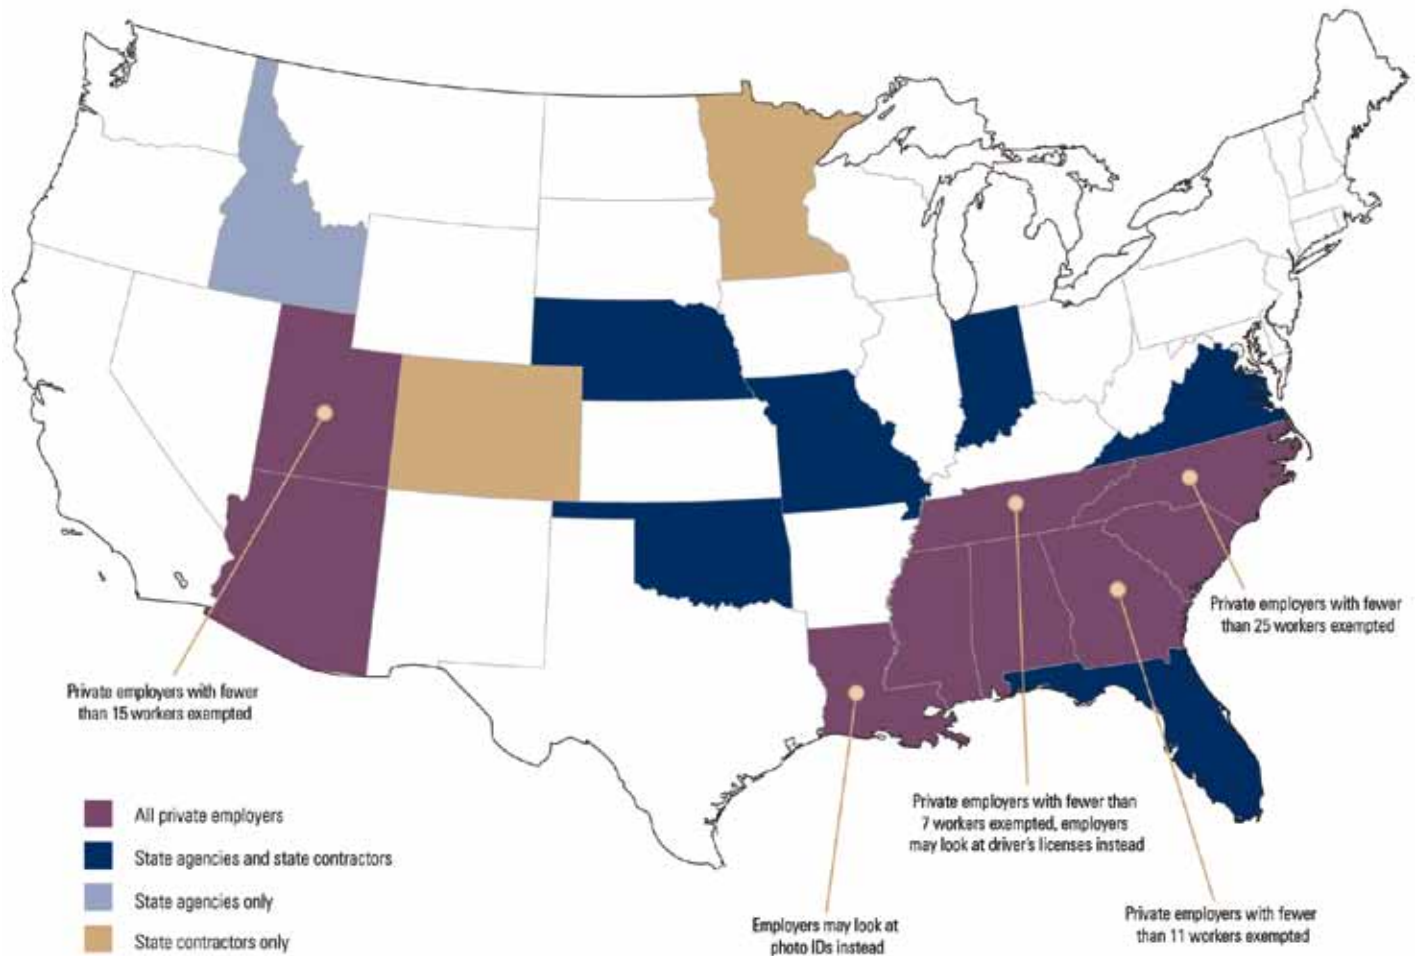 Private employers with fewer
than 25 workers exempted
Private employers with fewer
than 15 workers exempted
Private employers with fewer than
7 workers exempted, employers
may look at driver's licenses instead
Employers may look at
photo IDs instead
Private employers with fewer
than 11 workers exempted
All private employers
State agencies and state contractors
State agencies only
State contractors only